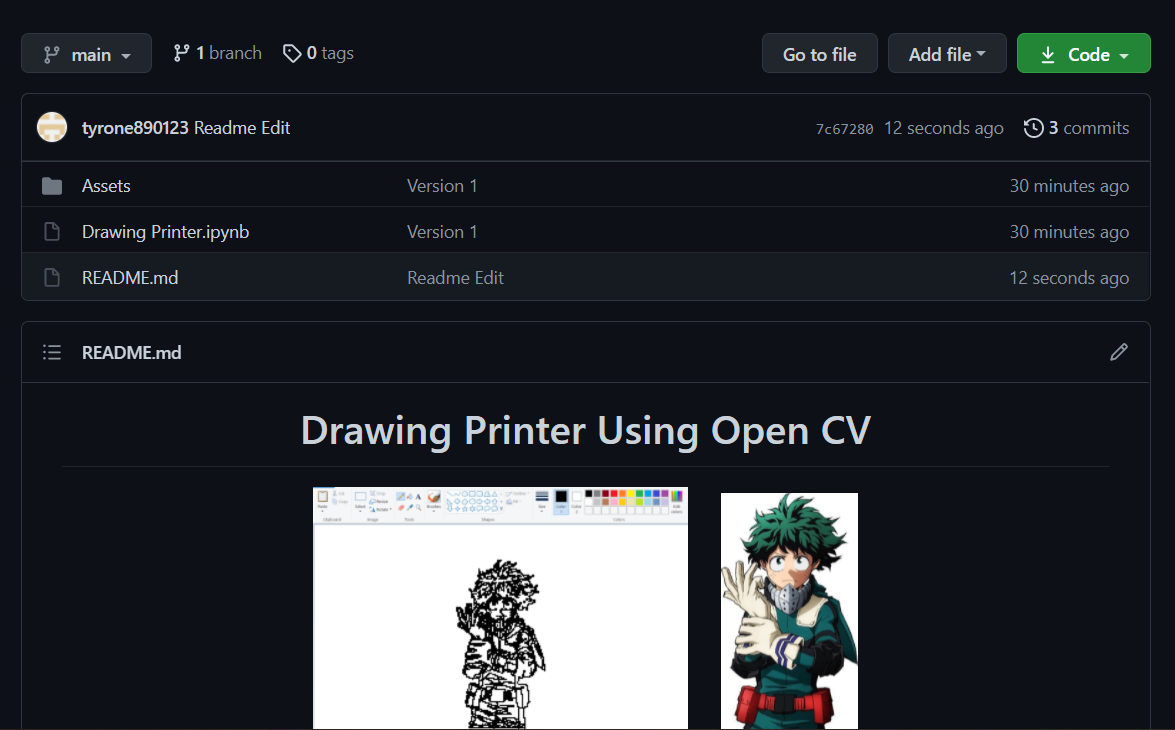 main
1 branch
0 tags
Go to file
Add file
Code
tyrone890123 Readme Edit
7c67280 12 seconds ago
3 commits
Assets Version 1 30 minutes ago
Drawing Printer.ipynb Version 1 30 minutes ago
README.md Readme Edit 12 seconds ago
README.md
Drawing Printer Using Open CV